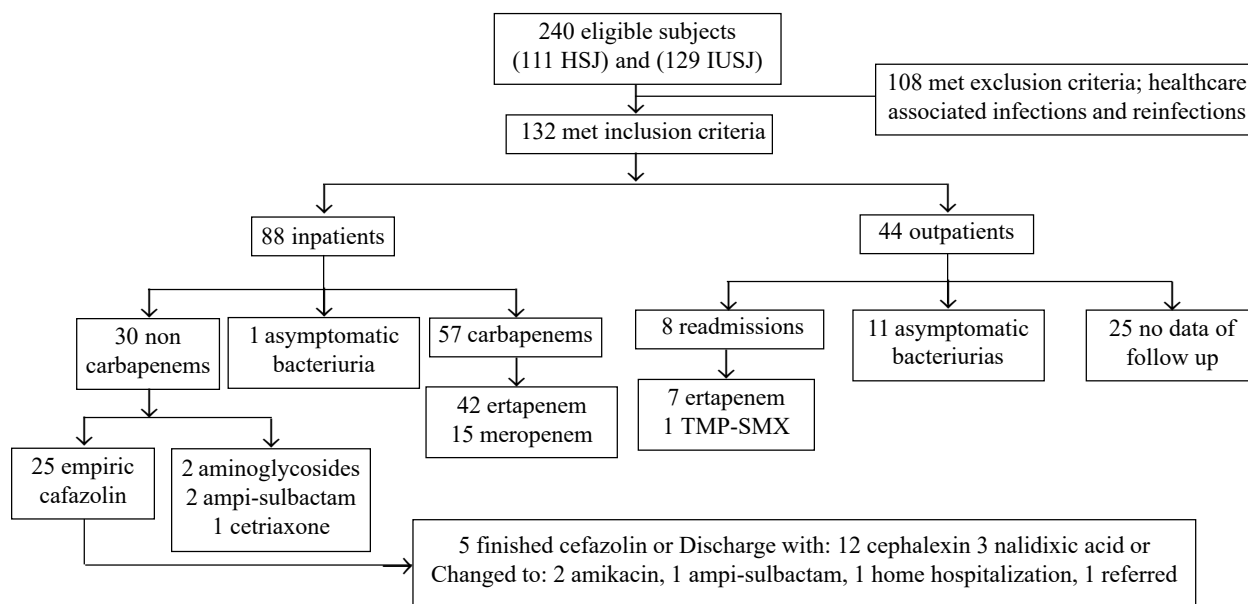 240 eligible subjects
(111 HSJ) and (129 IUSJ)
108 met exclusion criteria; healthcare
associated infections and reinfections
132 met inclusion criteria
88 inpatients
44 outpatients
30 non
carbapenems
1 asymptomatic
bacteriuria
57 carbapenems
8 readmissions
11 asymptomatic
bacteriurias
25 no data of
follow up
42 ertapenem
15 meropenem
7 ertapenem
1 TMP-SMX
25 empiric
cafazolin
2 aminoglycosides
2 ampi-sulbactam
1 cetriaxone
5 finished cefazolin or Discharge with: 12 cephalexin 3 nalidixic acid or
Changed to: 2 amikacin, 1 ampi-sulbactam, 1 home hospitalization, 1 referred